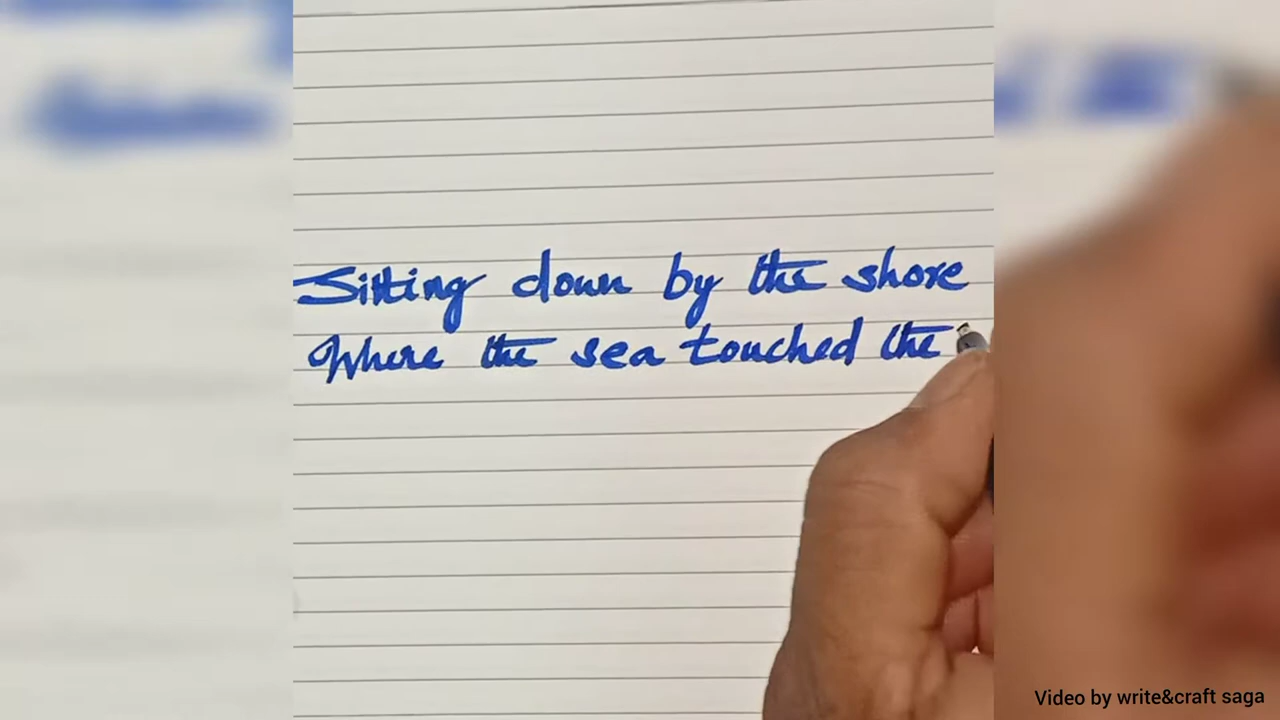 Sitting down by the shore
Where the sea touched the
Video by write&craft saga